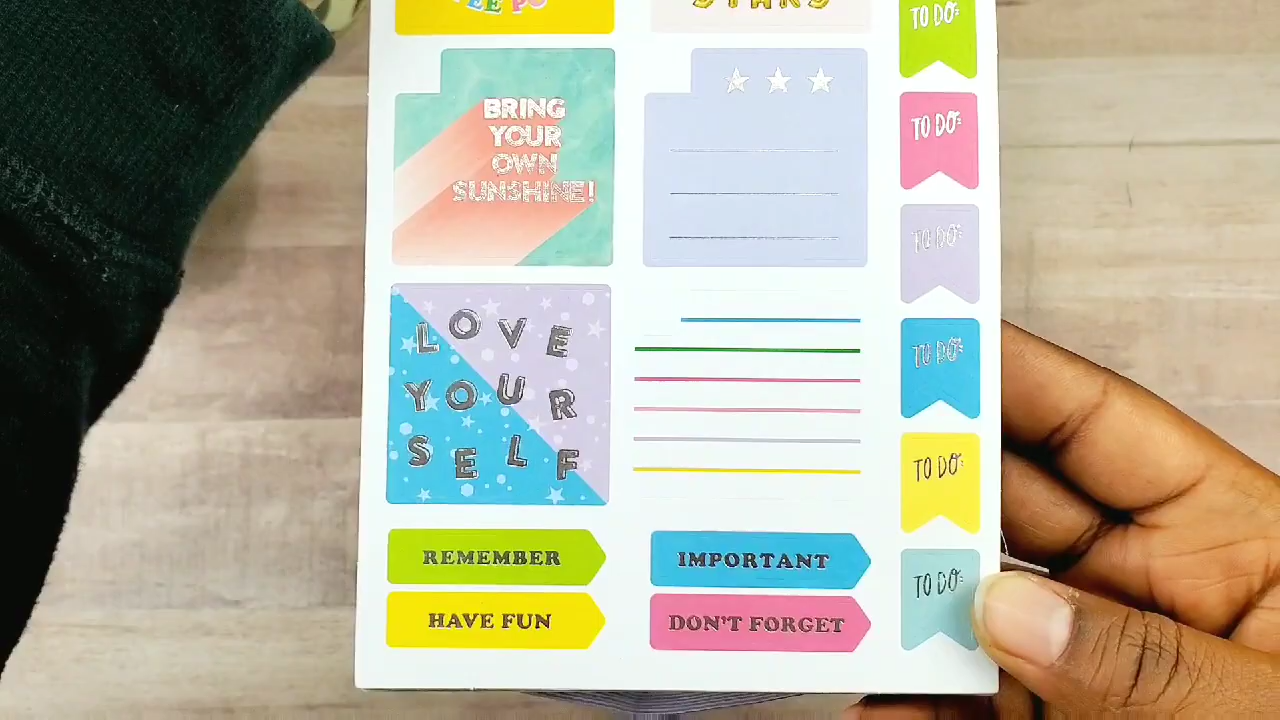 STARS
TO DO:
TO DO:
BRING
YOUR
OWN
SUNSHINE!
TO DO:
LOVE
YOUR
SELF
TO DO:
TO DO:
REMEMBER
IMPORTANT
TO DO:
HAVE FUN
DON'T FORGET